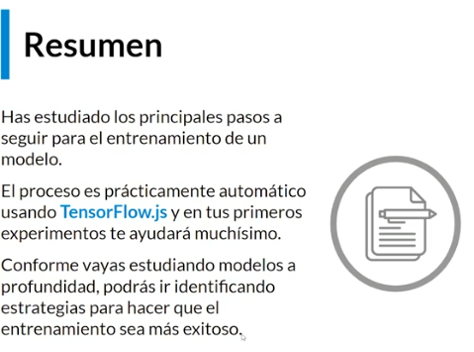 Resumen
Has estudiado los principales pasos a
seguir para el entrenamiento de un
modelo.
El proceso es prácticamente automático
usando TensorFlow.js y en tus primeros
experimentos te ayudará muchísimo.
Conforme vayas estudiando modelos a
profundidad, podrás ir identificando
estrategias para hacer que el
entrenamiento sea más exitoso.